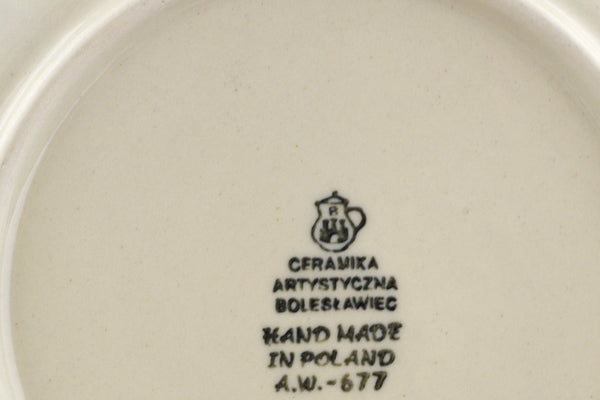 R
CERAMIKA
ARTYSTYCZNA
BOLESŁAWIEC
HAND MADE
IN POLAND
A.W.-677